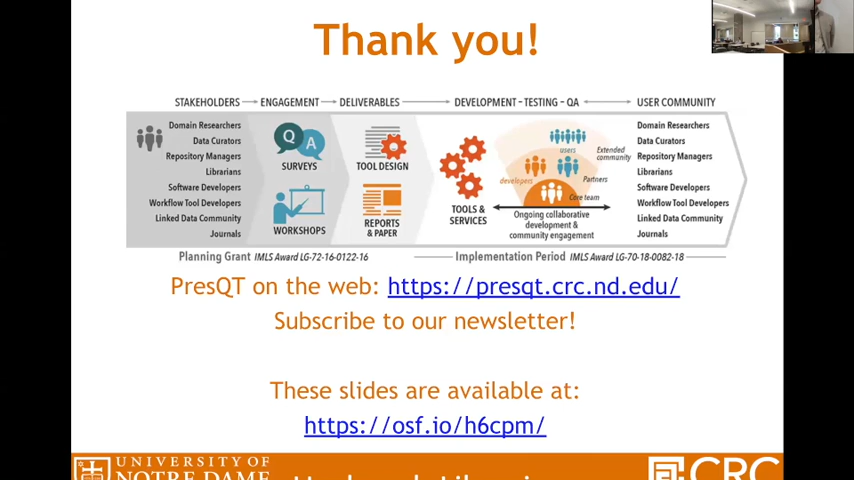 Thank you!
STAKEHOLDERS ENGAGEMENT DELIVERABLES DEVELOPMENT - TESTING - QA USER COMMUNITY
Domain Researchers
Data Curators
Repository Managers
Librarians
Software Developers
Workflow Tool Developers
Linked Data Community
Journals
Q A
SURVEYS
WORKSHOPS
TOOL DESIGN
REPORTS
& PAPER
TOOLS &
SERVICES
users
Extended
community
developers
Partners
Core team
Ongoing collaborative
development &
community engagement
Domain Researchers
Data Curators
Repository Managers
Librarians
Software Developers
Workflow Tool Developers
Linked Data Community
Journals
Planning Grant IMLS Award LG-72-16-0122-16
Implementation Period IMLS Award LG-70-18-0082-18
PresQT on the web: https://presqt.crc.nd.edu/
Subscribe to our newsletter!
These slides are available at:
https://osf.io/h6cpm/
UNIVERSITY OF
NOTRE DAME
CRC